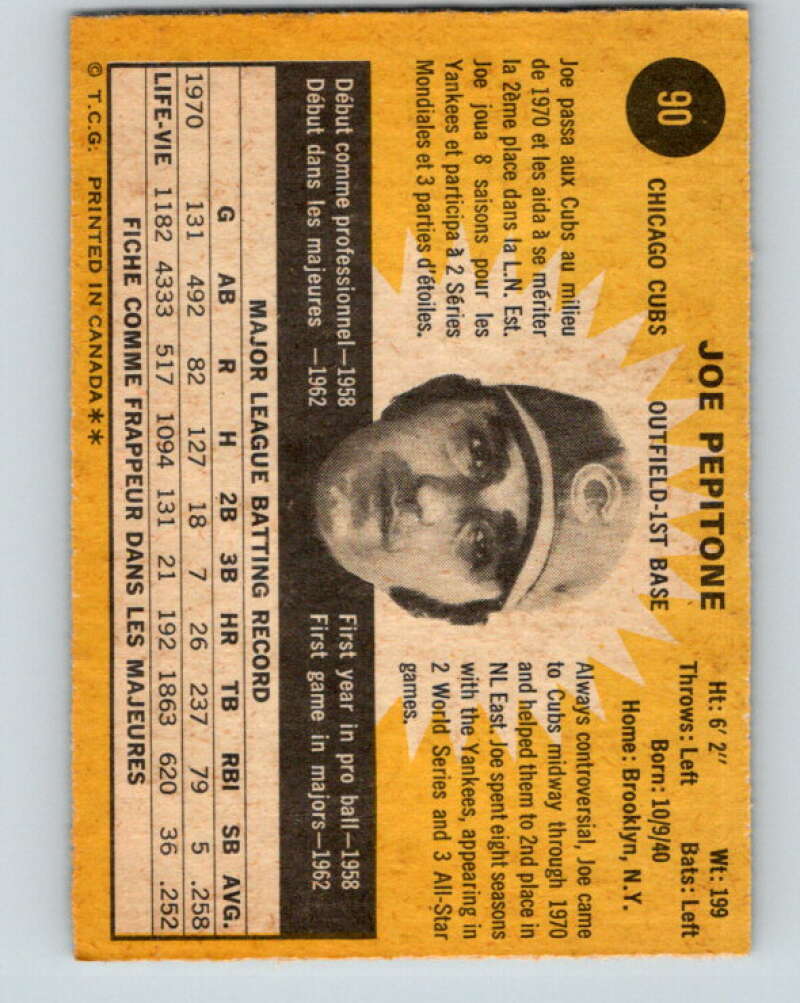 90
JOE PEPITONE
CHICAGO CUBS OUTFIELD-1ST BASE
Ht: 6' 2" Wt: 199
Throws: Left Bats: Left
Born: 10/9/40
Home: Brooklyn, N.Y.
Joe passa aux Cubs au milieu
de 1970 et les aida à se mériter
la 2ème place dans la L.N. Est.
Joe joua 8 saisons pour les
Yankees et participa à 2 Séries
Mondiales et 3 parties d'étoiles.
C
Always controversial, Joe came
to Cubs midway through 1970
and helped them to 2nd place in
NL East. Joe spent eight seasons
with the Yankees, appearing in
2 World Series and 3 All-Star
games.
Début comme professionnel—1958
Début dans les majeures —1962
First year in pro ball—1958
First game in majors—1962
MAJOR LEAGUE BATTING RECORD
G AB R H 2B 3B HR TB RBI SB AVG.
1970 131 492 82 127 18 7 26 237 79 5 .258
LIFE-VIE 1182 4333 517 1094 131 21 192 1863 620 36 .252
FICHE COMME FRAPPEUR DANS LES MAJEURES
© T.C.G. PRINTED IN CANADA**